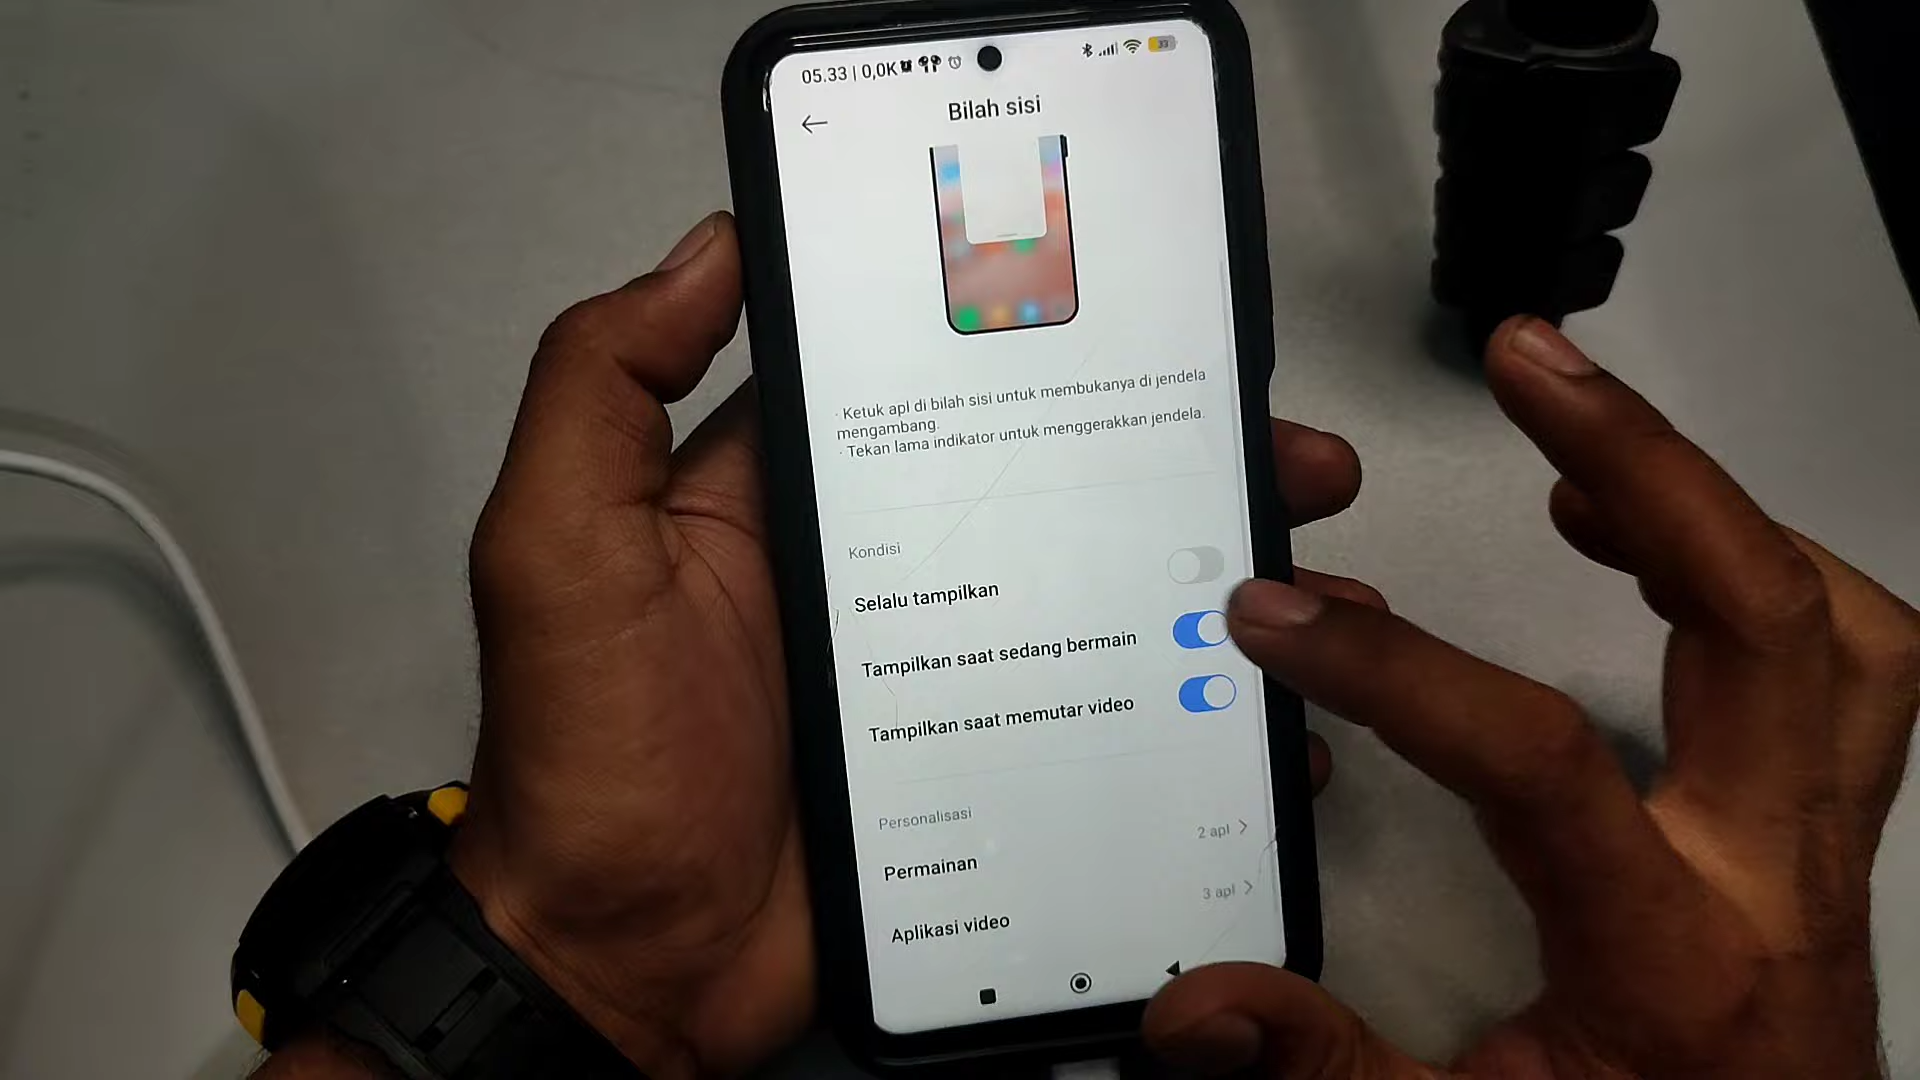 05.33 | 0,0K
33
Bilah sisi
· Ketuk apl di bilah sisi untuk membukanya di jendela
mengambang.
· Tekan lama indikator untuk menggerakkan jendela.
Kondisi
Selalu tampilkan
Tampilkan saat sedang bermain
Tampilkan saat memutar video
Personalisasi
Permainan 2 apl
Aplikasi video 3 apl